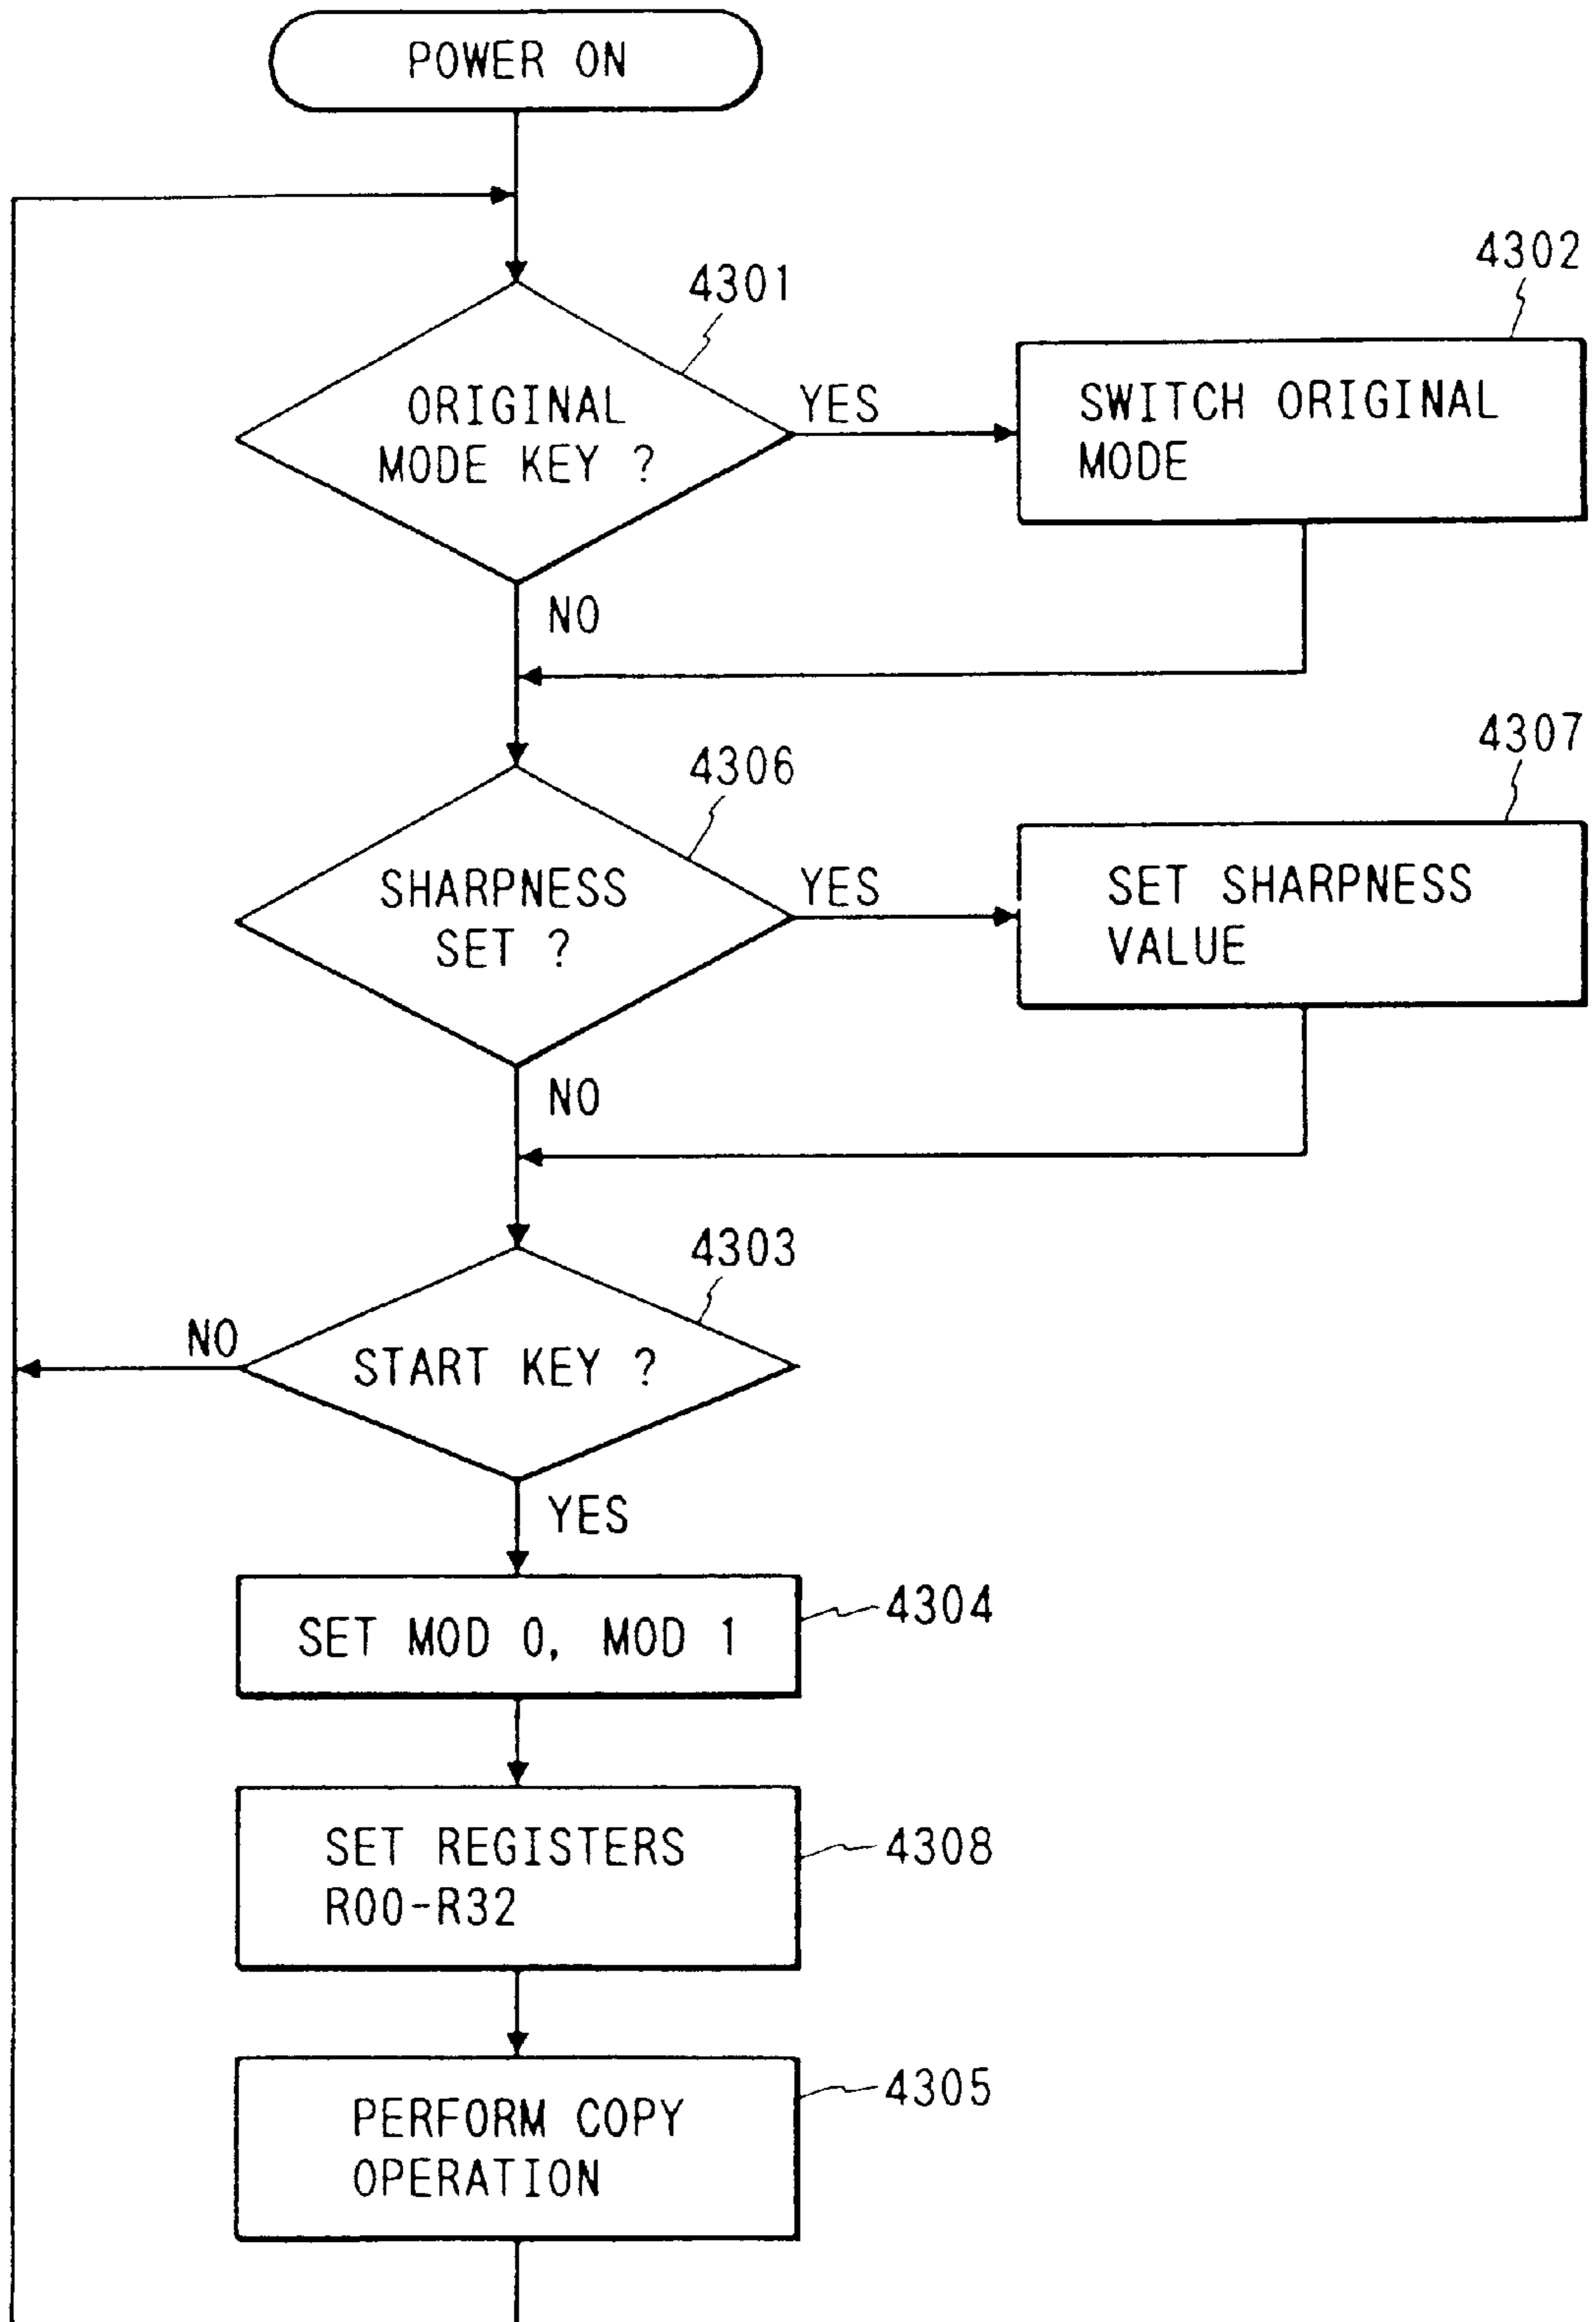 POWER ON
4301
4302
ORIGINAL
MODE KEY ?
YES
SWITCH ORIGINAL
MODE
NO
4306
4307
SHARPNESS
SET ?
YES
SET SHARPNESS
VALUE
NO
4303
NO
START KEY ?
YES
SET MOD 0, MOD 1
4304
SET REGISTERS
R00-R32
4308
PERFORM COPY
OPERATION
4305